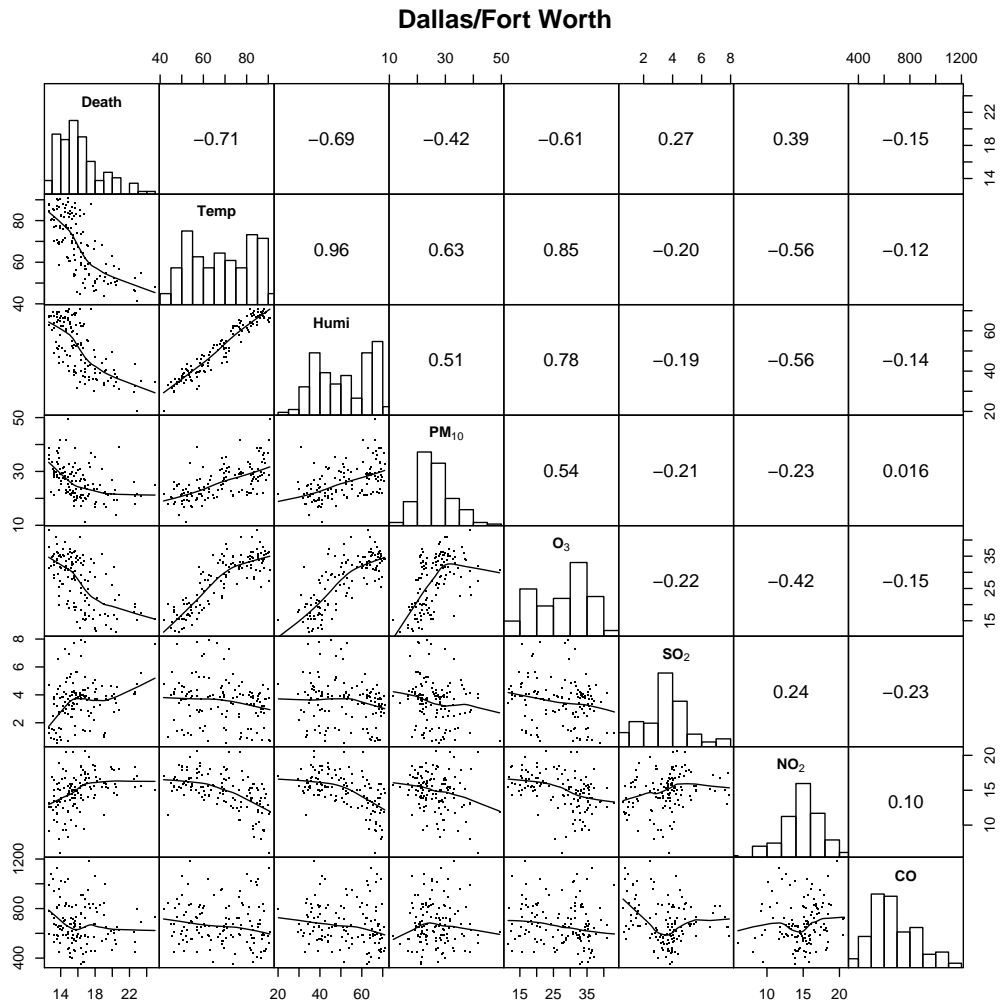 Dallas/Fort Worth
40 60 80 10 30 50 2 4 6 8 400 800 1200
Death −0.71 −0.69 −0.42 −0.61 0.27 0.39 −0.15
14 18 22
Temp 0.96 0.63 0.85 −0.20 −0.56 −0.12
40 60 80
Humi 0.51 0.78 −0.19 −0.56 −0.14
20 40 60
PM10 0.54 −0.21 −0.23 0.016
10 30 50
O3 −0.22 −0.42 −0.15
15 25 35
SO2 0.24 −0.23
2 4 6 8
NO2 0.10
10 15 20
CO
400 800 1200
14 18 22 20 40 60 15 25 35 10 15 20